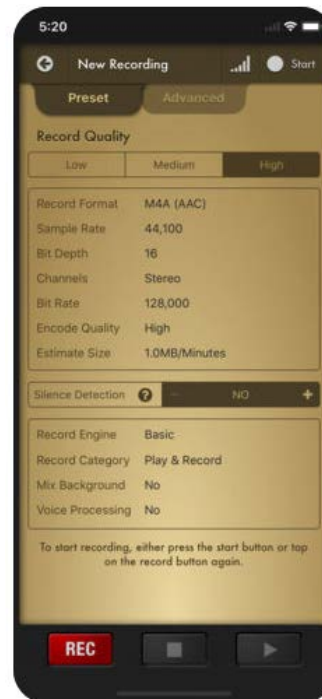 5:20
New Recording
Start
Preset
Advanced
Record Quality
Low Medium High
Record Format M4A (AAC)
Sample Rate 44,100
Bit Depth 16
Channels Stereo
Bit Rate 128,000
Encode Quality High
Estimate Size 1.0MB/Minutes
Silence Detection ? − NO +
Record Engine Basic
Record Category Play & Record
Mix Background No
Voice Processing No
To start recording, either press the start button or tap
on the record button again.
REC